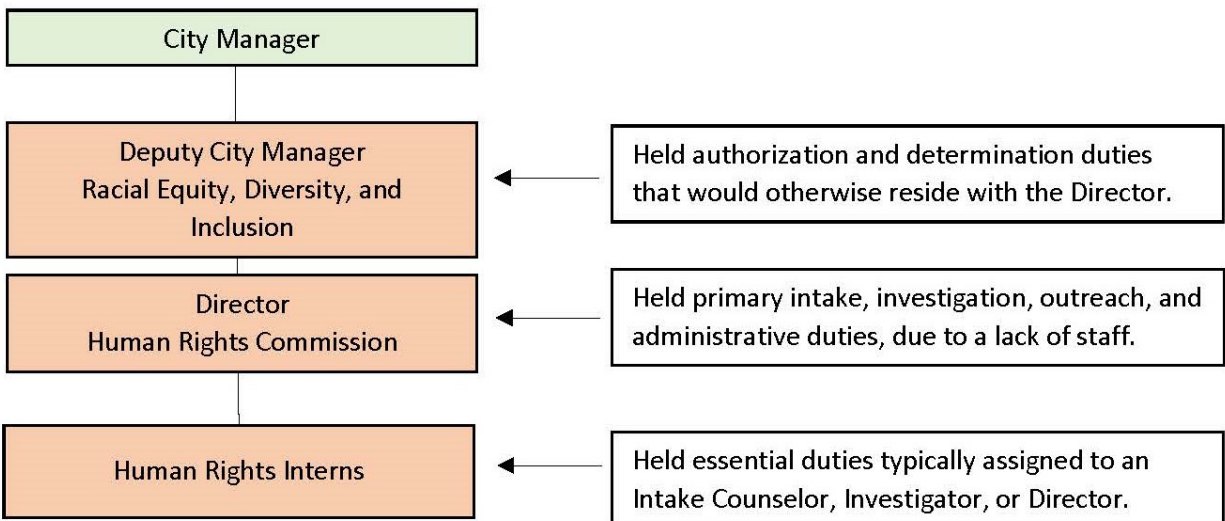 City Manager
Deputy City Manager
Racial Equity, Diversity, and
Inclusion
Held authorization and determination duties
that would otherwise reside with the Director.
Director
Human Rights Commission
Held primary intake, investigation, outreach, and
administrative duties, due to a lack of staff.
Human Rights Interns
Held essential duties typically assigned to an
Intake Counselor, Investigator, or Director.